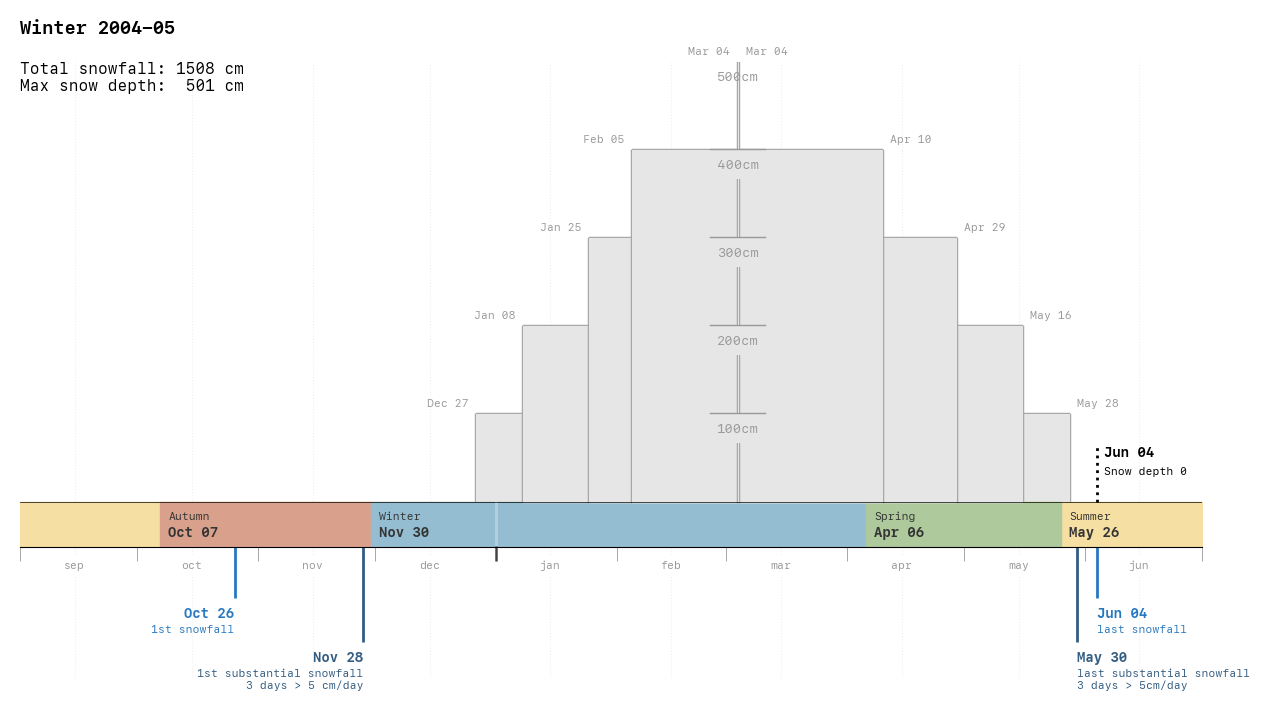 Winter 2004–05
Total snowfall: 1508 cm
Max snow depth: 501 cm
Mar 04 Mar 04
500cm
Feb 05 Apr 10
400cm
Jan 25 Apr 29
300cm
Jan 08 May 16
200cm
Dec 27 May 28
100cm
Jun 04
Snow depth 0
Autumn Winter Spring Summer
Oct 07 Nov 30 Apr 06 May 26
sep oct nov dec jan feb mar apr may jun
Oct 26 Jun 04
1st snowfall last snowfall
Nov 28 May 30
1st substantial snowfall last substantial snowfall
3 days > 5 cm/day 3 days > 5cm/day